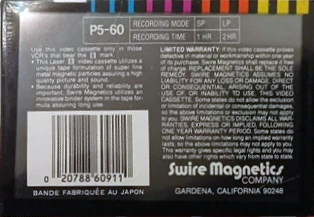 P5-60
RECORDING MODE SP LP
RECORDING TIME 1 HR 2 HR
Use this video cassette only in those
VCR's that bear the mark.
• This Laser video cassette utilizes a
unique tape formulation of super fine
metal magnetic particles assuring a high
quality picture and sound.
• Because durability and reliability are
important, Swire Magnetics utilizes an
innovative binder system in the tape for-
mula assuring long use.
LIMITED WARRANTY: If this video cassette proves
defective in material or workmanship within one year
of its purchase, Swire Magnetics shall replace it free
of charge. REPLACEMENT SHALL BE THE SOLE
REMEDY. SWIRE MAGNETICS ASSUMES NO
LIABILITY FOR ANY LOSS OR DAMAGE, DIRECT
OR CONSEQUENTIAL, ARISING OUT OF THE
USE OF, OR INABILITY TO USE, THIS VIDEO
CASSETTE. Some states do not allow the exclusion
or limitation of incidental or consequential damages,
so the above limitations or exclusion may not apply
to you. SWIRE MAGNETICS DISCLAIMS ALL WAR-
RANTIES, EXPRESS OR IMPLIED, FOLLOWING
ONE YEAR WARRANTY PERIOD. Some states do
not allow limitations on how long an implied warranty
lasts, so the above limitations may not apply to you.
This warranty gives specific legal rights and you may
also have other rights which vary from state to state.
0 20788 60911
BANDE FABRIQUÉE AU JAPON
Swire Magnetics
COMPANY
GARDENA, CALIFORNIA 90248